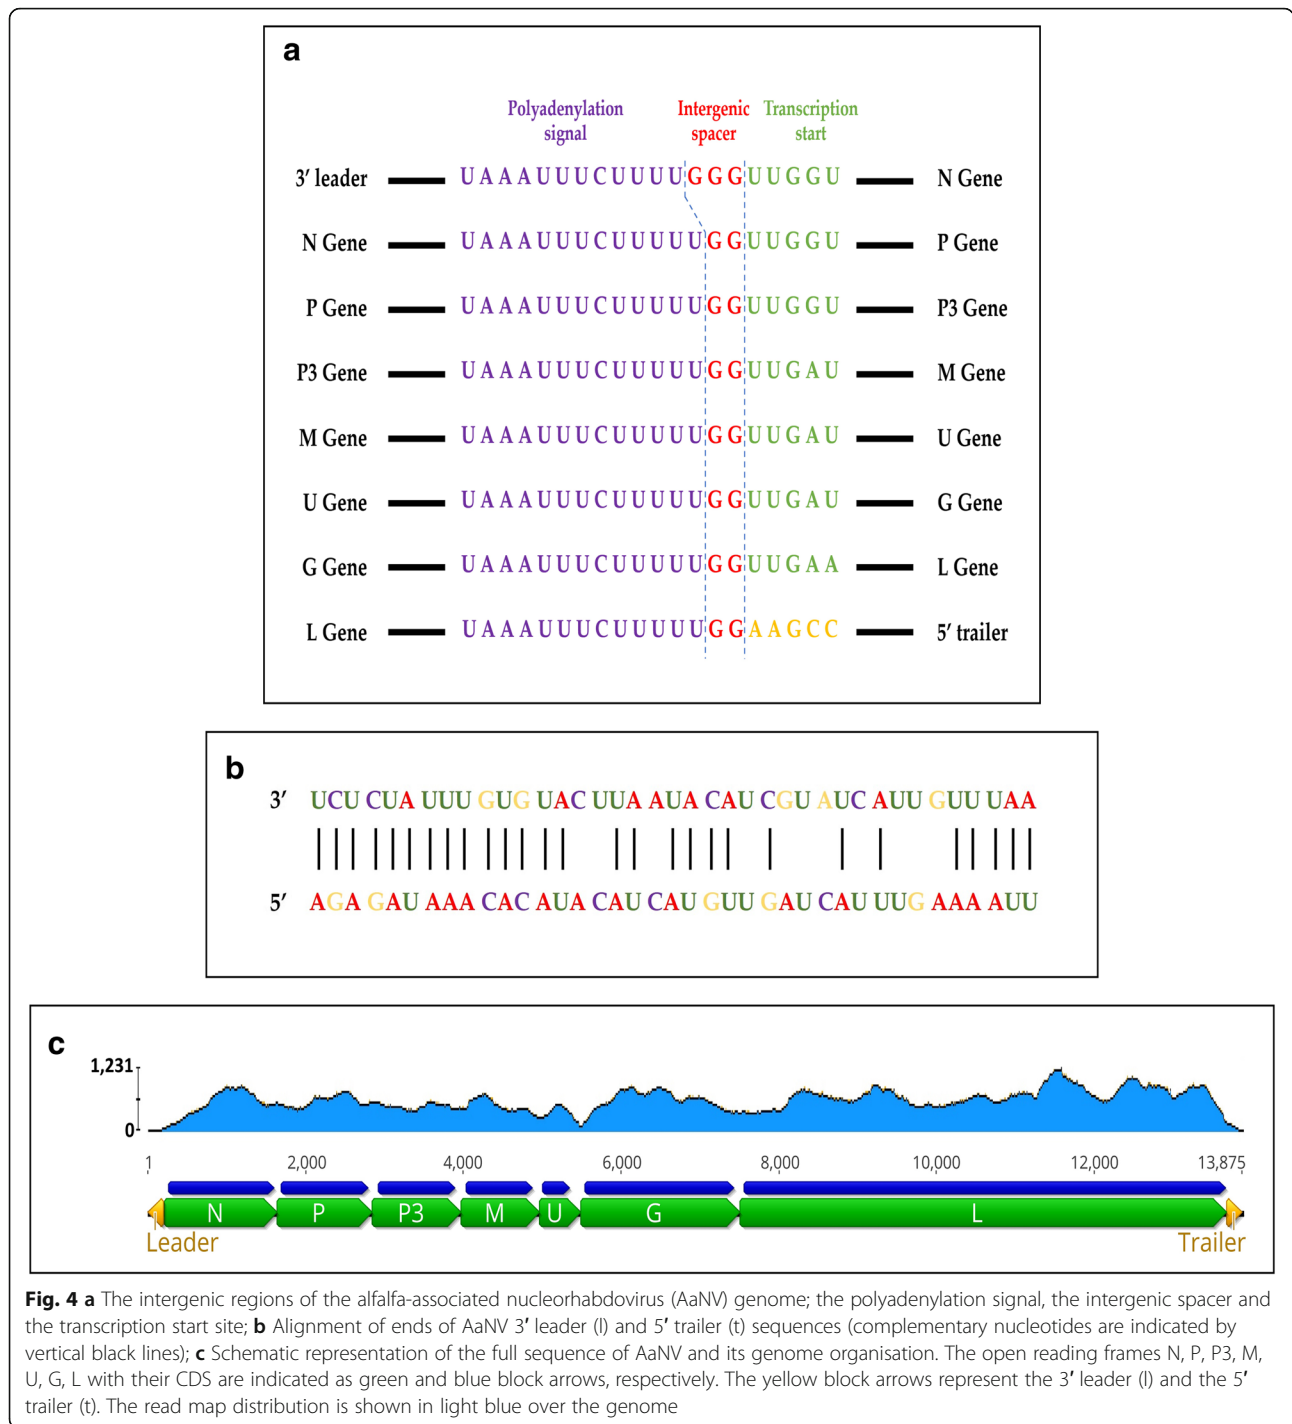 a
Polyadenylation signal
Intergenic spacer
Transcription start
3′ leader UAAAUUUCUUUUGGGUUGGU N Gene
N Gene UAAAUUUCUUUUUGGUUGGU P Gene
P Gene UAAAUUUCUUUUUGGUUGGU P3 Gene
P3 Gene UAAAUUUCUUUUUGGUUGAU M Gene
M Gene UAAAUUUCUUUUUGGUUGAU U Gene
U Gene UAAAUUUCUUUUUGGUUGAU G Gene
G Gene UAAAUUUCUUUUUGGUUGAA L Gene
L Gene UAAAUUUCUUUUUGGAAGCC 5′ trailer
b
3′ UCU CUA UUU GUG UAC UUA AUA CAU CGU AUC AUU GUU UAA
5′ AGA GAU AAA CAC AUA CAU CAU GUU GAU CAU UUG AAA AUU
c
1,231
0
1 2,000 4,000 6,000 8,000 10,000 12,000 13,875
N P P3 M U G L
Leader Trailer
Fig. 4 a The intergenic regions of the alfalfa-associated nucleorhabdovirus (AaNV) genome; the polyadenylation signal, the intergenic spacer and
the transcription start site; b Alignment of ends of AaNV 3′ leader (l) and 5′ trailer (t) sequences (complementary nucleotides are indicated by
vertical black lines); c Schematic representation of the full sequence of AaNV and its genome organisation. The open reading frames N, P, P3, M,
U, G, L with their CDS are indicated as green and blue block arrows, respectively. The yellow block arrows represent the 3′ leader (l) and the 5′
trailer (t). The read map distribution is shown in light blue over the genome